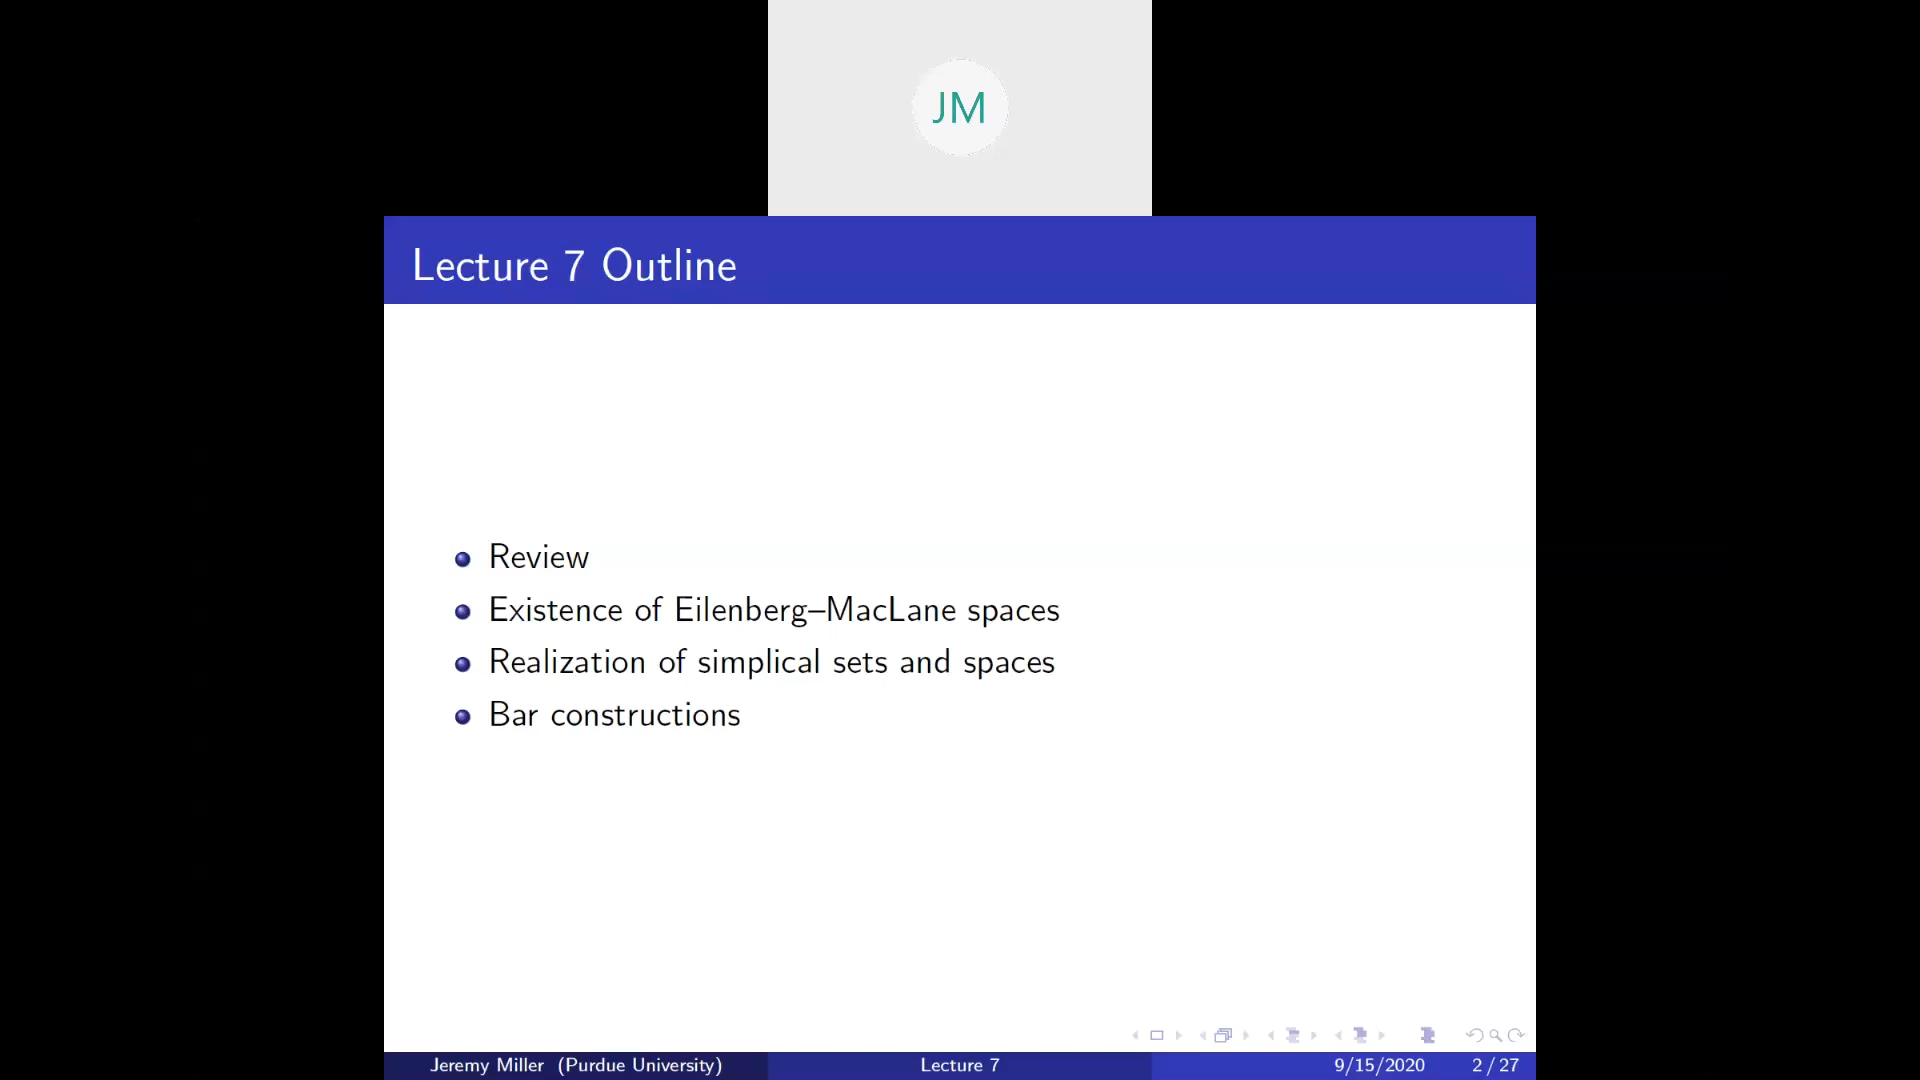 JM
Lecture 7 Outline
Review
Existence of Eilenberg–MacLane spaces
Realization of simplical sets and spaces
Bar constructions
Jeremy Miller (Purdue University) Lecture 7 9/15/2020 2 / 27